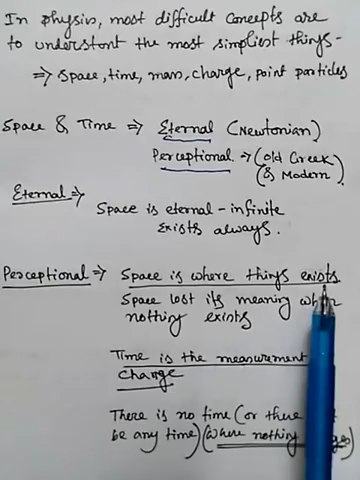 In physics, most difficult concepts are
to understant the most simpliest things -
⇒ space, time, mass, charge, point particles
Space & Time ⇒ Eternal (Newtonian)
Perceptional → (Old Greek
& Modern)
Eternal ⇒
Space is eternal - infinite
exists always.
Perceptional ⇒ Space is where things exists
Space lost its meaning
nothing exists
Time is the measurement
change
There is no time (or there
be any time) (where nothing